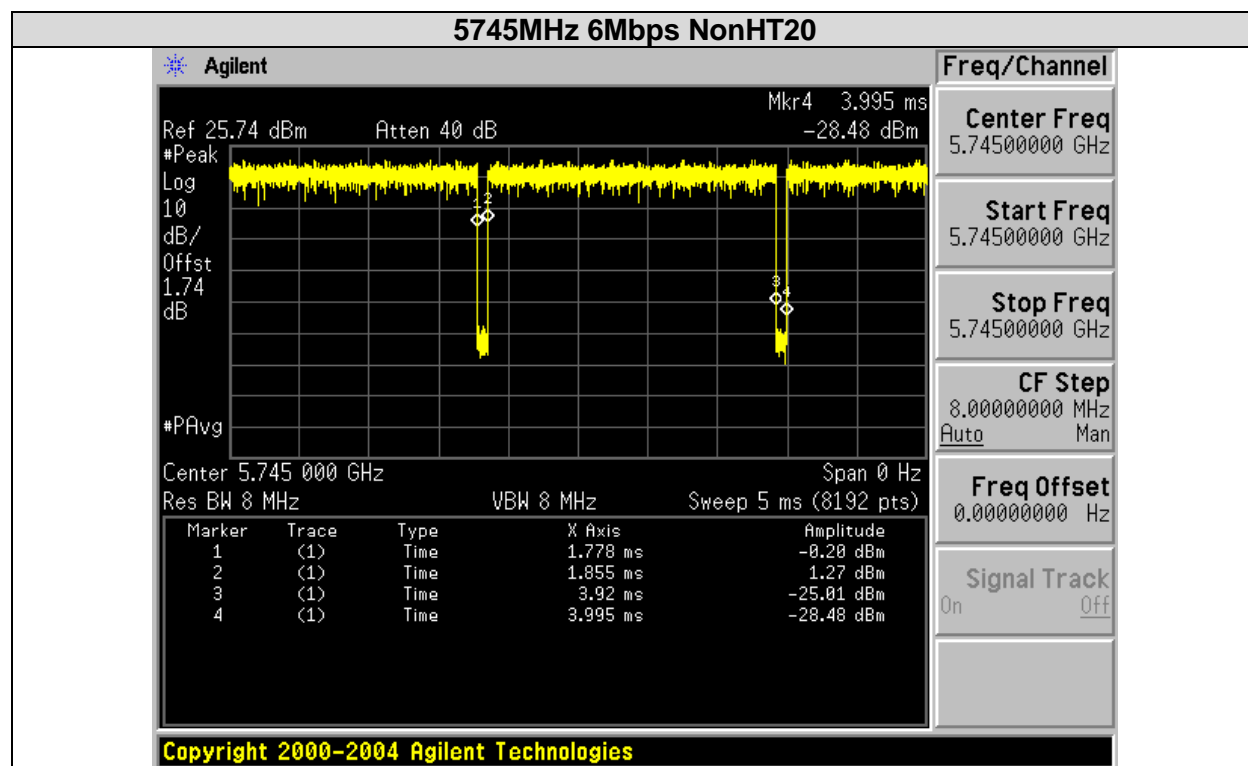 5745MHz 6Mbps NonHT20
Agilent
Freq/Channel
Mkr4 3.995 ms
Ref 25.74 dBm Atten 40 dB -28.48 dBm
#Peak
Log
10
dB/
Offst
1.74
dB
1
2
3
4
#PAvg
Center 5.745 000 GHz Span 0 Hz
Res BW 8 MHz VBW 8 MHz Sweep 5 ms (8192 pts)
Marker Trace Type X Axis Amplitude
1 (1) Time 1.778 ms -0.20 dBm
2 (1) Time 1.855 ms 1.27 dBm
3 (1) Time 3.92 ms -25.01 dBm
4 (1) Time 3.995 ms -28.48 dBm
Center Freq
5.74500000 GHz
Start Freq
5.74500000 GHz
Stop Freq
5.74500000 GHz
CF Step
8.00000000 MHz
Auto Man
Freq Offset
0.00000000 Hz
Signal Track
On Off
Copyright 2000-2004 Agilent Technologies